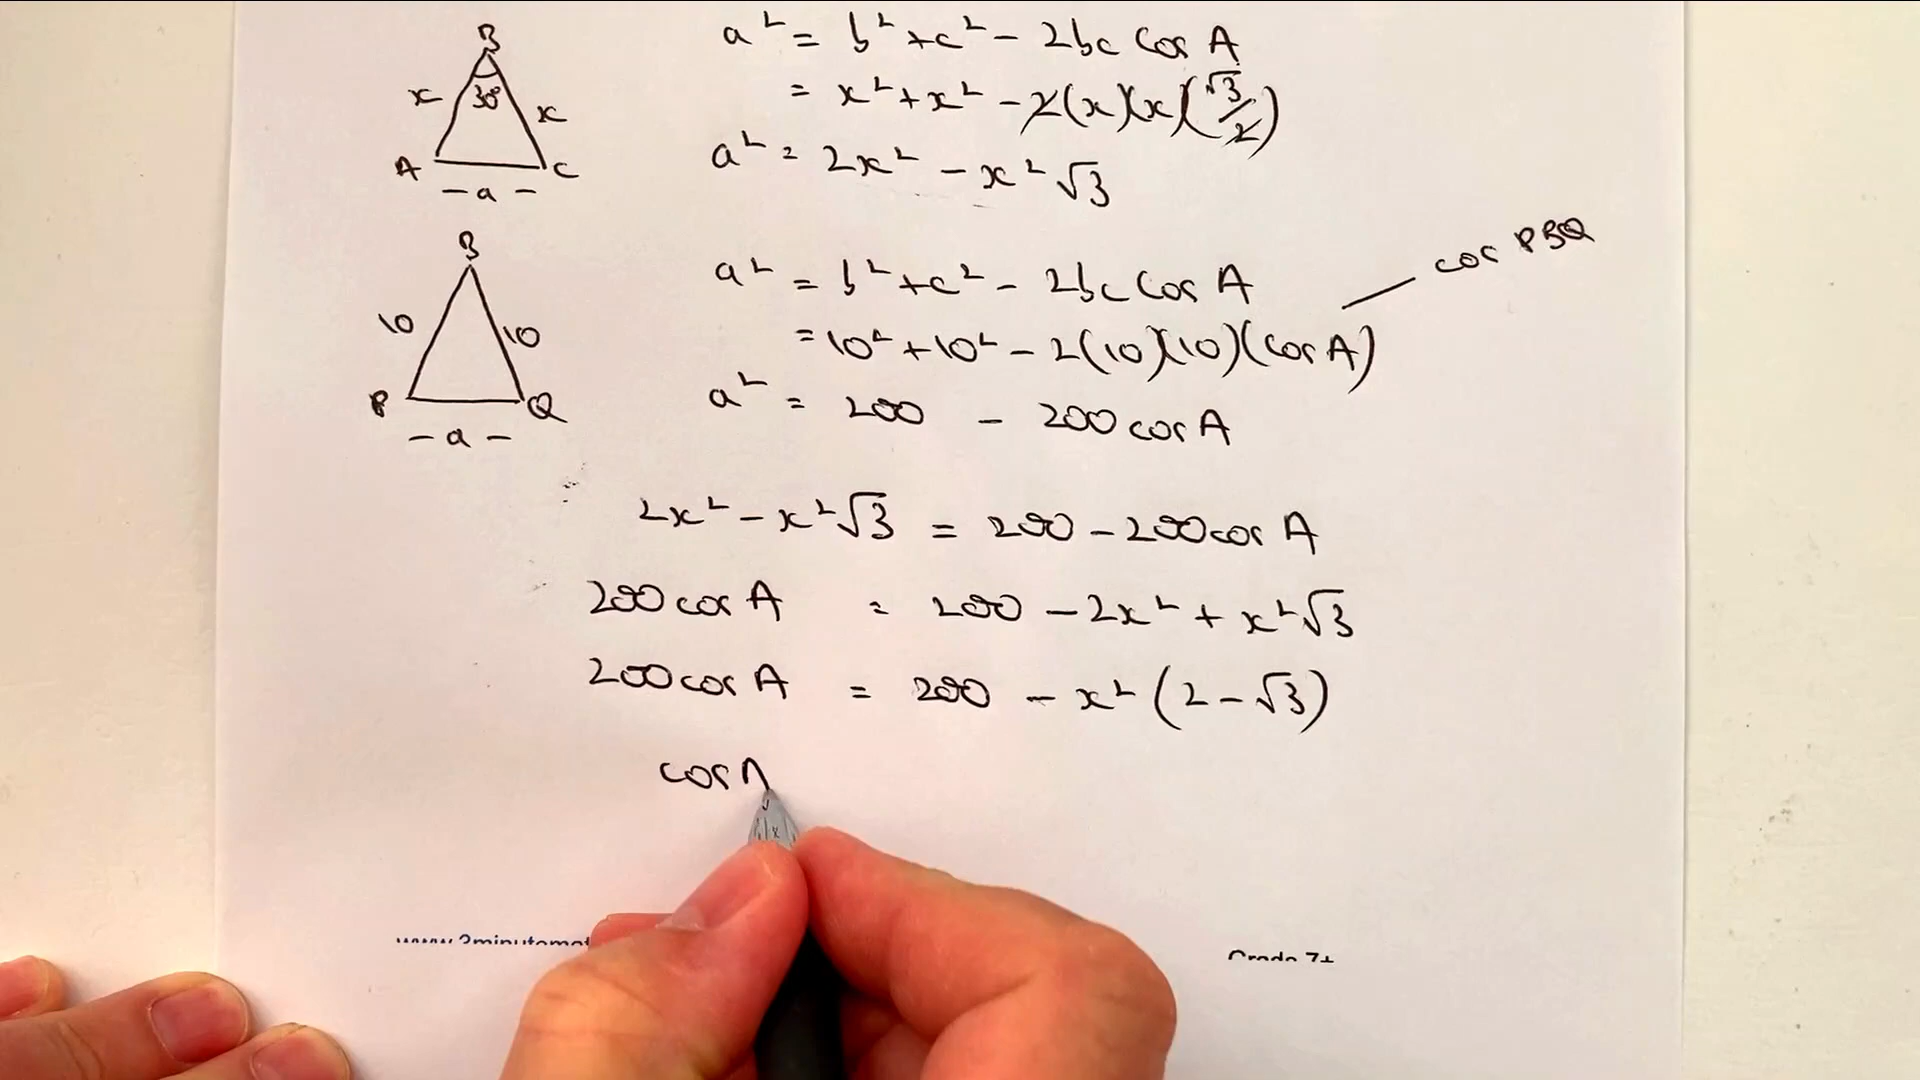 B
x 30° x
A C
- a -
a² = b² + c² - 2bc cos A
= x² + x² - 2(x)(x)(√3/2)
a² = 2x² - x²√3
B
10 10
P Q
- a -
a² = b² + c² - 2bc cos A
cos PBQ
= 10² + 10² - 2(10)(10)(cos A)
a² = 200 - 200 cos A
2x² - x²√3 = 200 - 200 cos A
200 cos A = 200 - 2x² + x²√3
200 cos A = 200 - x²(2 - √3)
cos A
Grade 7+